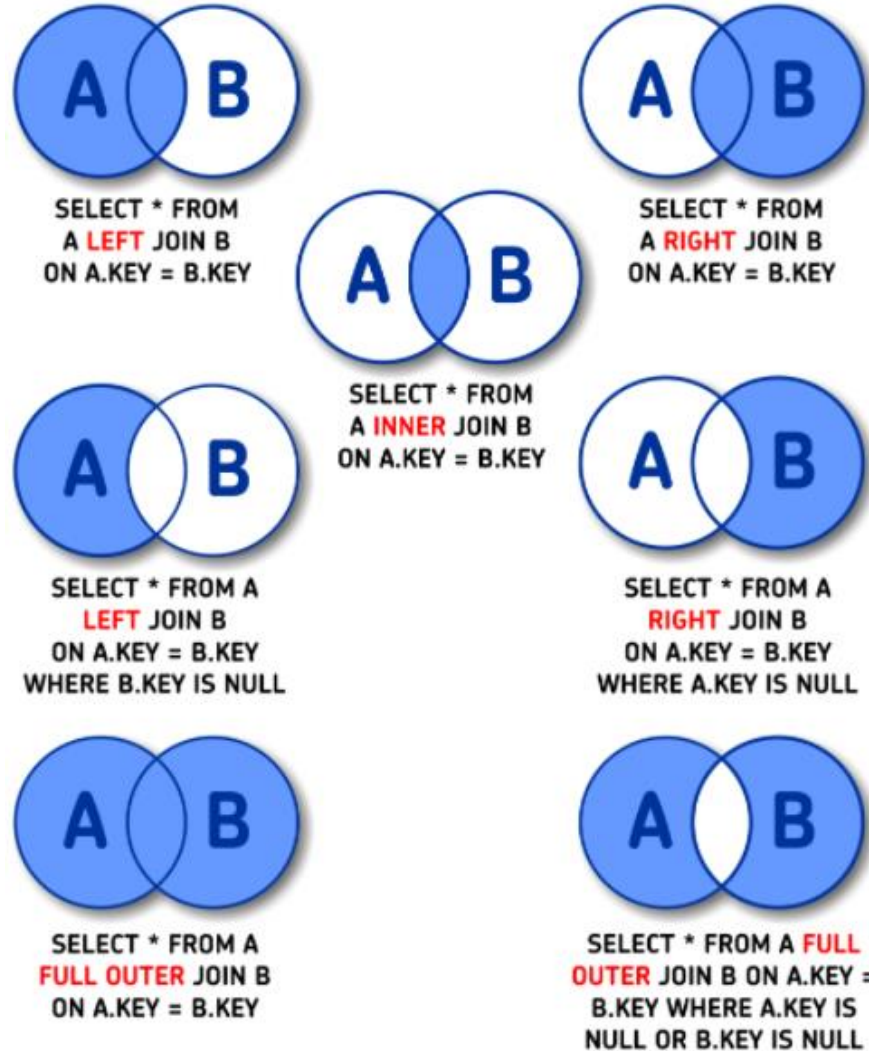 A B
SELECT * FROM
A LEFT JOIN B
ON A.KEY = B.KEY
A B
SELECT * FROM
A RIGHT JOIN B
ON A.KEY = B.KEY
A B
SELECT * FROM
A INNER JOIN B
ON A.KEY = B.KEY
A B
SELECT * FROM A
LEFT JOIN B
ON A.KEY = B.KEY
WHERE B.KEY IS NULL
A B
SELECT * FROM A
RIGHT JOIN B
ON A.KEY = B.KEY
WHERE A.KEY IS NULL
A B
SELECT * FROM A
FULL OUTER JOIN B
ON A.KEY = B.KEY
A B
SELECT * FROM A FULL
OUTER JOIN B ON A.KEY =
B.KEY WHERE A.KEY IS
NULL OR B.KEY IS NULL